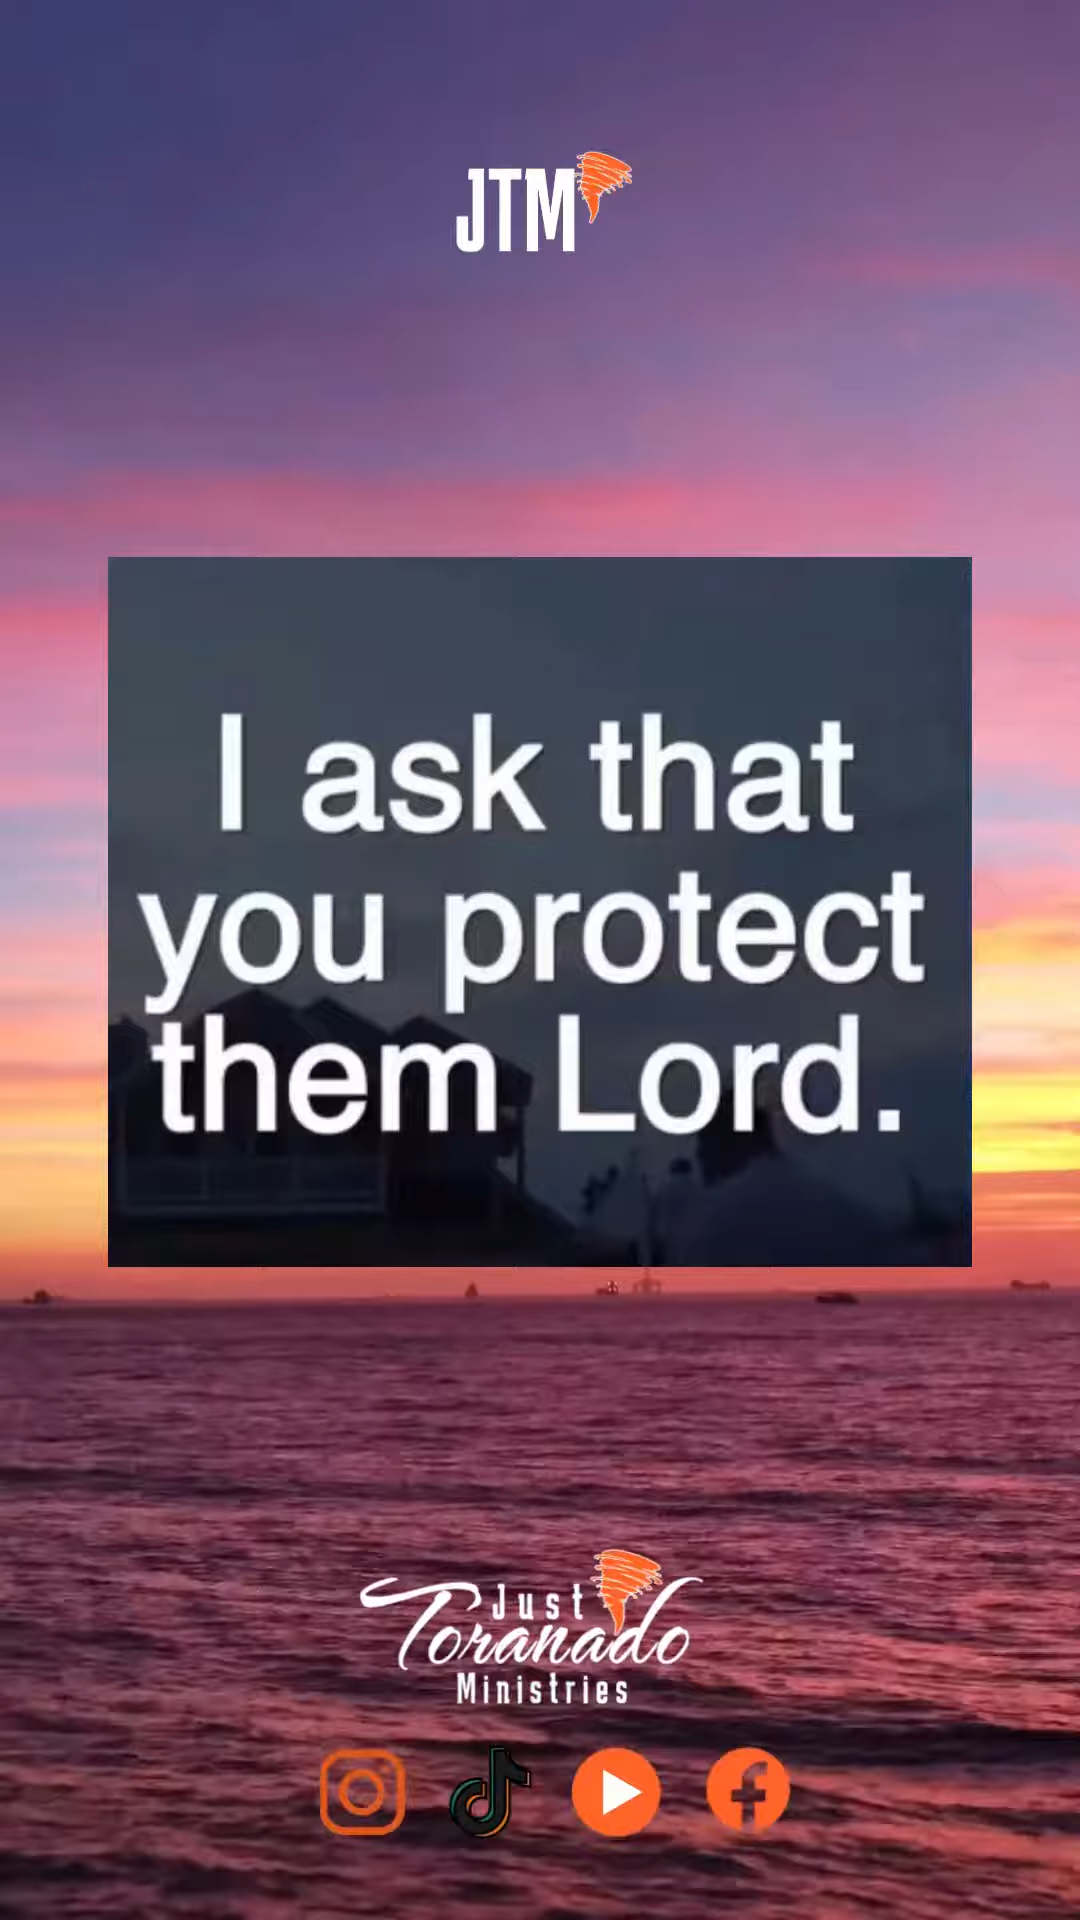 JTM
I ask that
you protect
them Lord.
Just
Toranado
Ministries